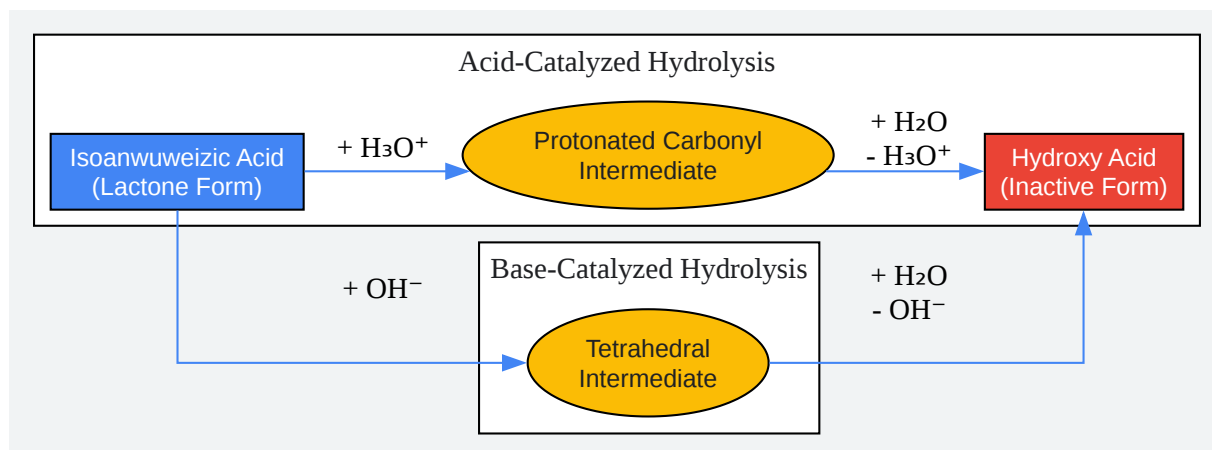 Acid-Catalyzed Hydrolysis
Isoanwuweizic Acid
(Lactone Form)
+ H₃O⁺
Protonated Carbonyl
Intermediate
+ H₂O
- H₃O⁺
Hydroxy Acid
(Inactive Form)
Base-Catalyzed Hydrolysis
+ OH⁻
Tetrahedral
Intermediate
+ H₂O
- OH⁻